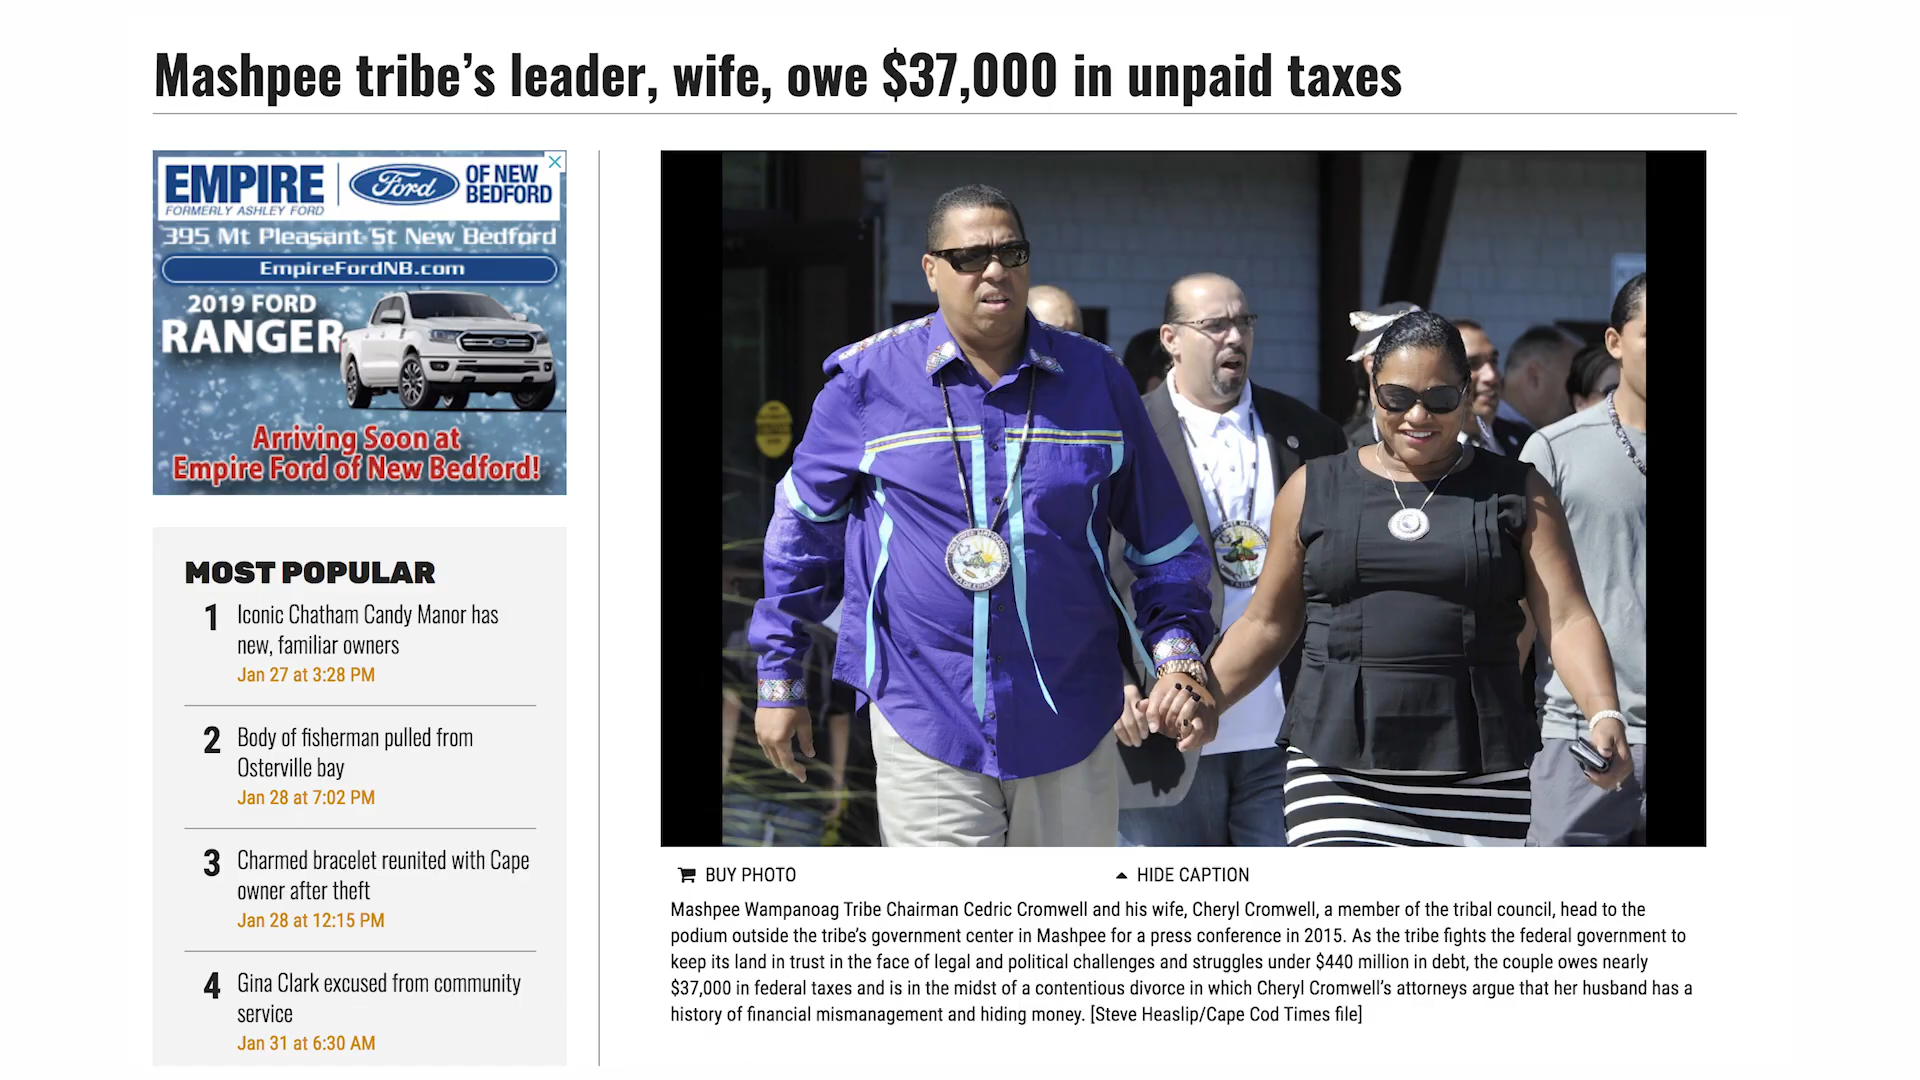 Mashpee tribe’s leader, wife, owe $37,000 in unpaid taxes
EMPIRE
FORMERLY ASHLEY FORD
Ford
OF NEW
BEDFORD
395 Mt Pleasant St New Bedford
EmpireFordNB.com
2019 FORD
RANGER
Arriving Soon at
Empire Ford of New Bedford!
MOST POPULAR
1 Iconic Chatham Candy Manor has
new, familiar owners
Jan 27 at 3:28 PM
2 Body of fisherman pulled from
Osterville bay
Jan 28 at 7:02 PM
3 Charmed bracelet reunited with Cape
owner after theft
Jan 28 at 12:15 PM
4 Gina Clark excused from community
service
Jan 31 at 6:30 AM
BUY PHOTO
HIDE CAPTION
Mashpee Wampanoag Tribe Chairman Cedric Cromwell and his wife, Cheryl Cromwell, a member of the tribal council, head to the
podium outside the tribe’s government center in Mashpee for a press conference in 2015. As the tribe fights the federal government to
keep its land in trust in the face of legal and political challenges and struggles under $440 million in debt, the couple owes nearly
$37,000 in federal taxes and is in the midst of a contentious divorce in which Cheryl Cromwell’s attorneys argue that her husband has a
history of financial mismanagement and hiding money. [Steve Heaslip/Cape Cod Times file]